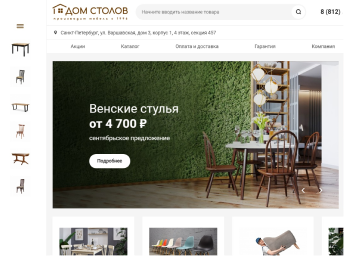 ДОМ СТОЛОВ
производим мебель с 1996
Начните вводить название товара
8 (812)
Санкт-Петербург, ул. Варшавская, дом 3, корпус 1, 4 этаж, секция 457
Акции
Каталог
Оплата и доставка
Гарантия
Компания
Венские стулья
от 4 700 ₽
сентябрьское предложение
Подробнее